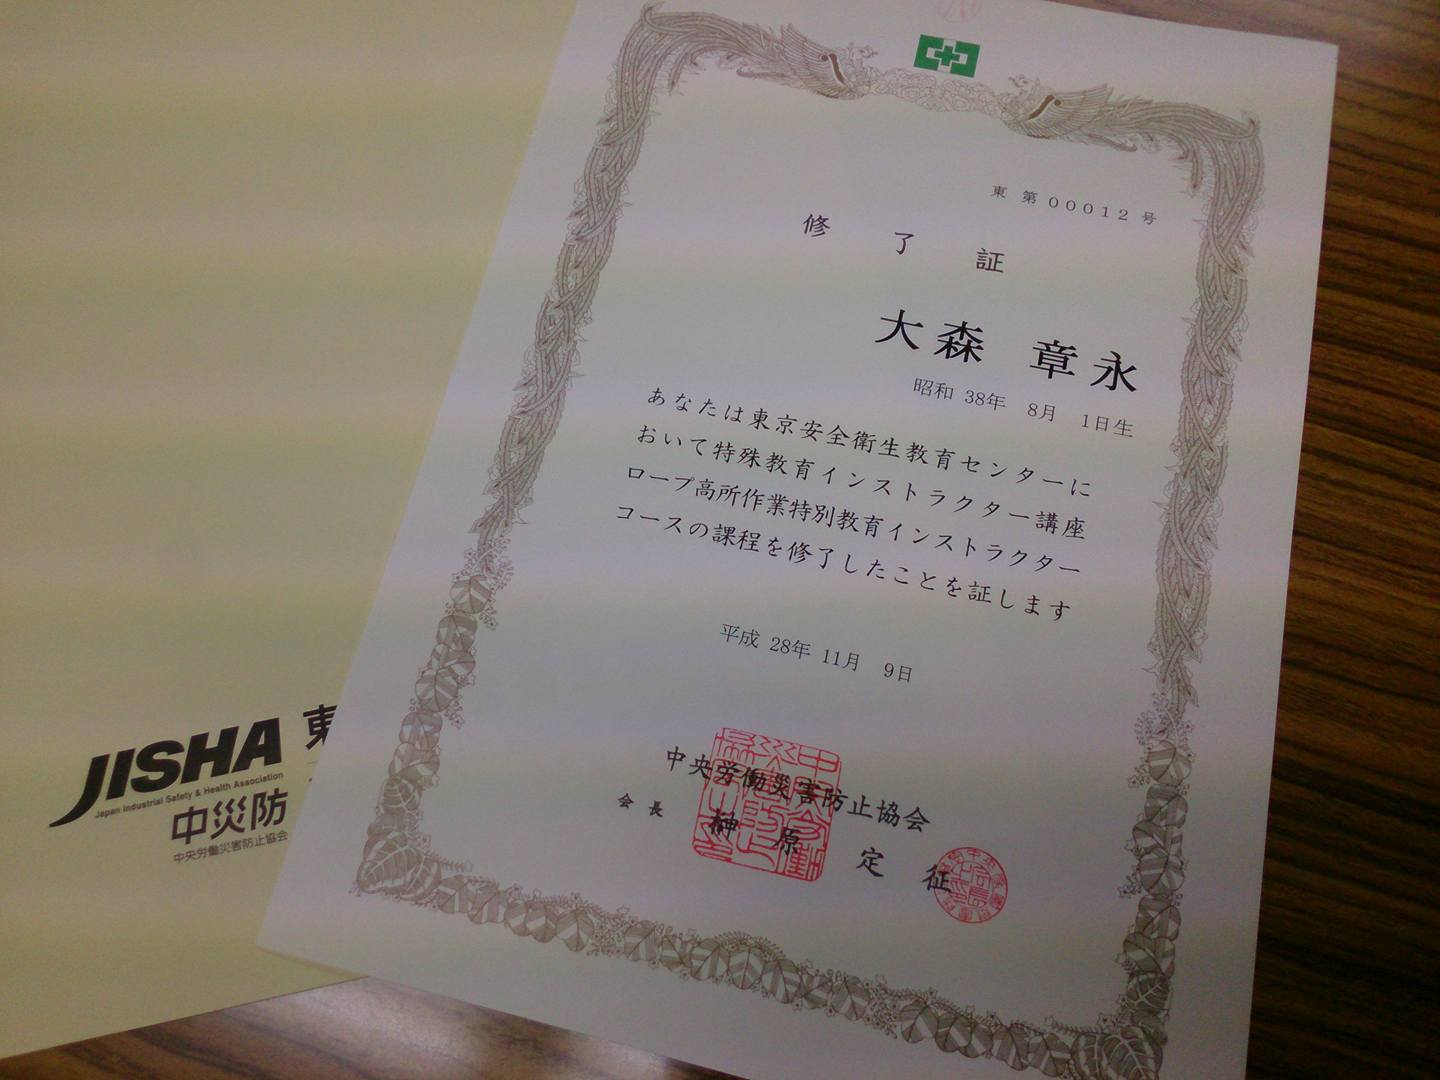 東 第 00012 号
修 了 証
大森 章永
昭和 38年 8月 1日生
あなたは東京安全衛生教育センターに
おいて特殊教育インストラクター講座
ロープ高所作業特別教育インストラクター
コースの課程を修了したことを証します
平成 28年 11月 9日
中央労働災害防止協会
会長 榊原 定征
JISHA 東
Japan Industrial Safety & Health Association
中災防
中央労働災害防止協会